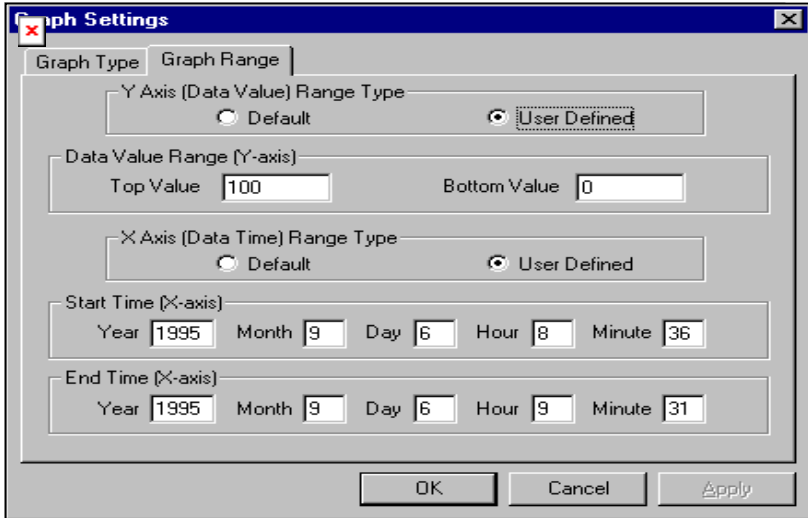 Graph Settings
Graph Type Graph Range
Y Axis (Data Value) Range Type
Default User Defined
Data Value Range (Y-axis)
Top Value 100 Bottom Value 0
X Axis (Data Time) Range Type
Default User Defined
Start Time (X-axis)
Year 1995 Month 9 Day 6 Hour 8 Minute 36
End Time (X-axis)
Year 1995 Month 9 Day 6 Hour 9 Minute 31
OK Cancel Apply